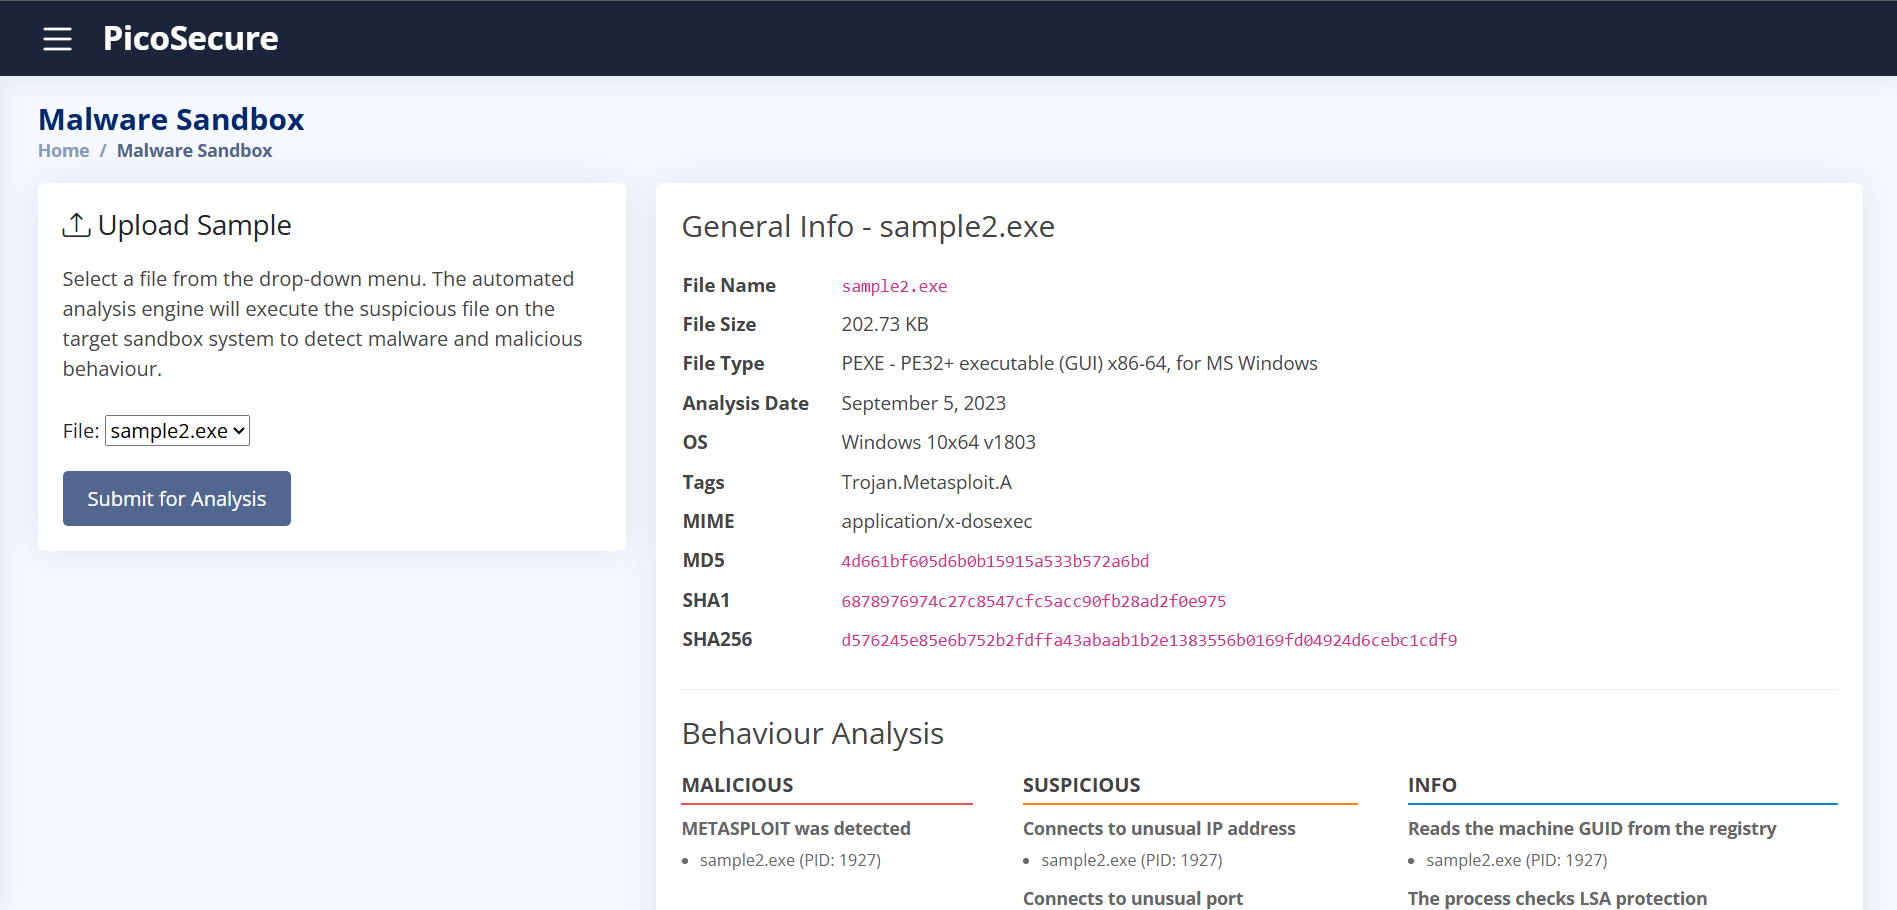 PicoSecure
Malware Sandbox
Home / Malware Sandbox
Upload Sample
Select a file from the drop-down menu. The automated
analysis engine will execute the suspicious file on the
target sandbox system to detect malware and malicious
behaviour.
File: sample2.exe
Submit for Analysis
General Info - sample2.exe
File Name sample2.exe
File Size 202.73 KB
File Type PEXE - PE32+ executable (GUI) x86-64, for MS Windows
Analysis Date September 5, 2023
OS Windows 10x64 v1803
Tags Trojan.Metasploit.A
MIME application/x-dosexec
MD5 4d661bf605d6b0b15915a533b572a6bd
SHA1 6878976974c27c8547cfc5acc90fb28ad2f0e975
SHA256 d576245e85e6b752b2fdffa43abaab1b2e1383556b0169fd04924d6cebc1cdf9
Behaviour Analysis
MALICIOUS
METASPLOIT was detected
• sample2.exe (PID: 1927)
SUSPICIOUS
Connects to unusual IP address
• sample2.exe (PID: 1927)
Connects to unusual port
INFO
Reads the machine GUID from the registry
• sample2.exe (PID: 1927)
The process checks LSA protection